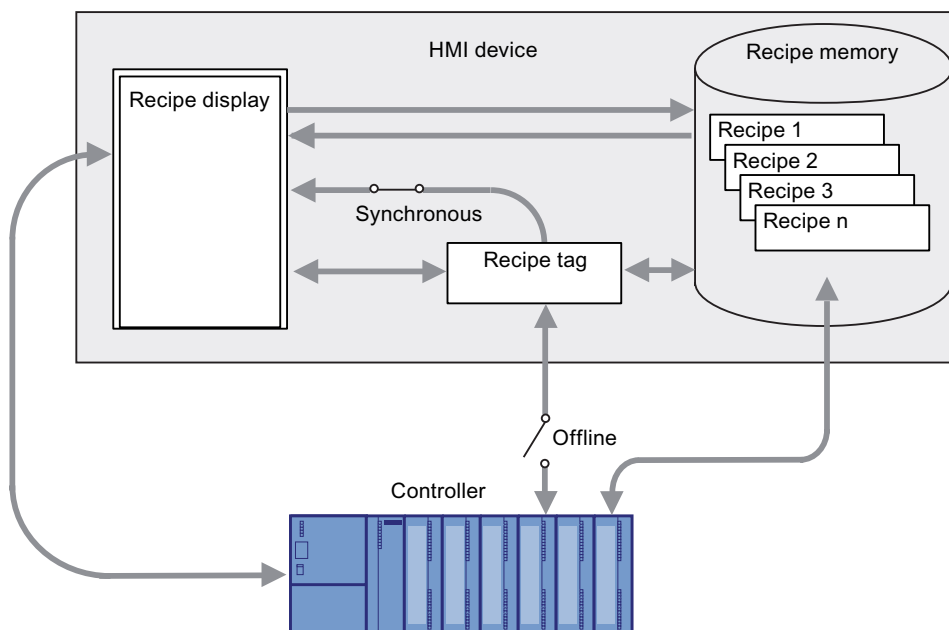 HMI device
Recipe memory
Recipe display
Recipe 1
Recipe 2
Recipe 3
Recipe n
Synchronous
Recipe tag
Offline
Controller